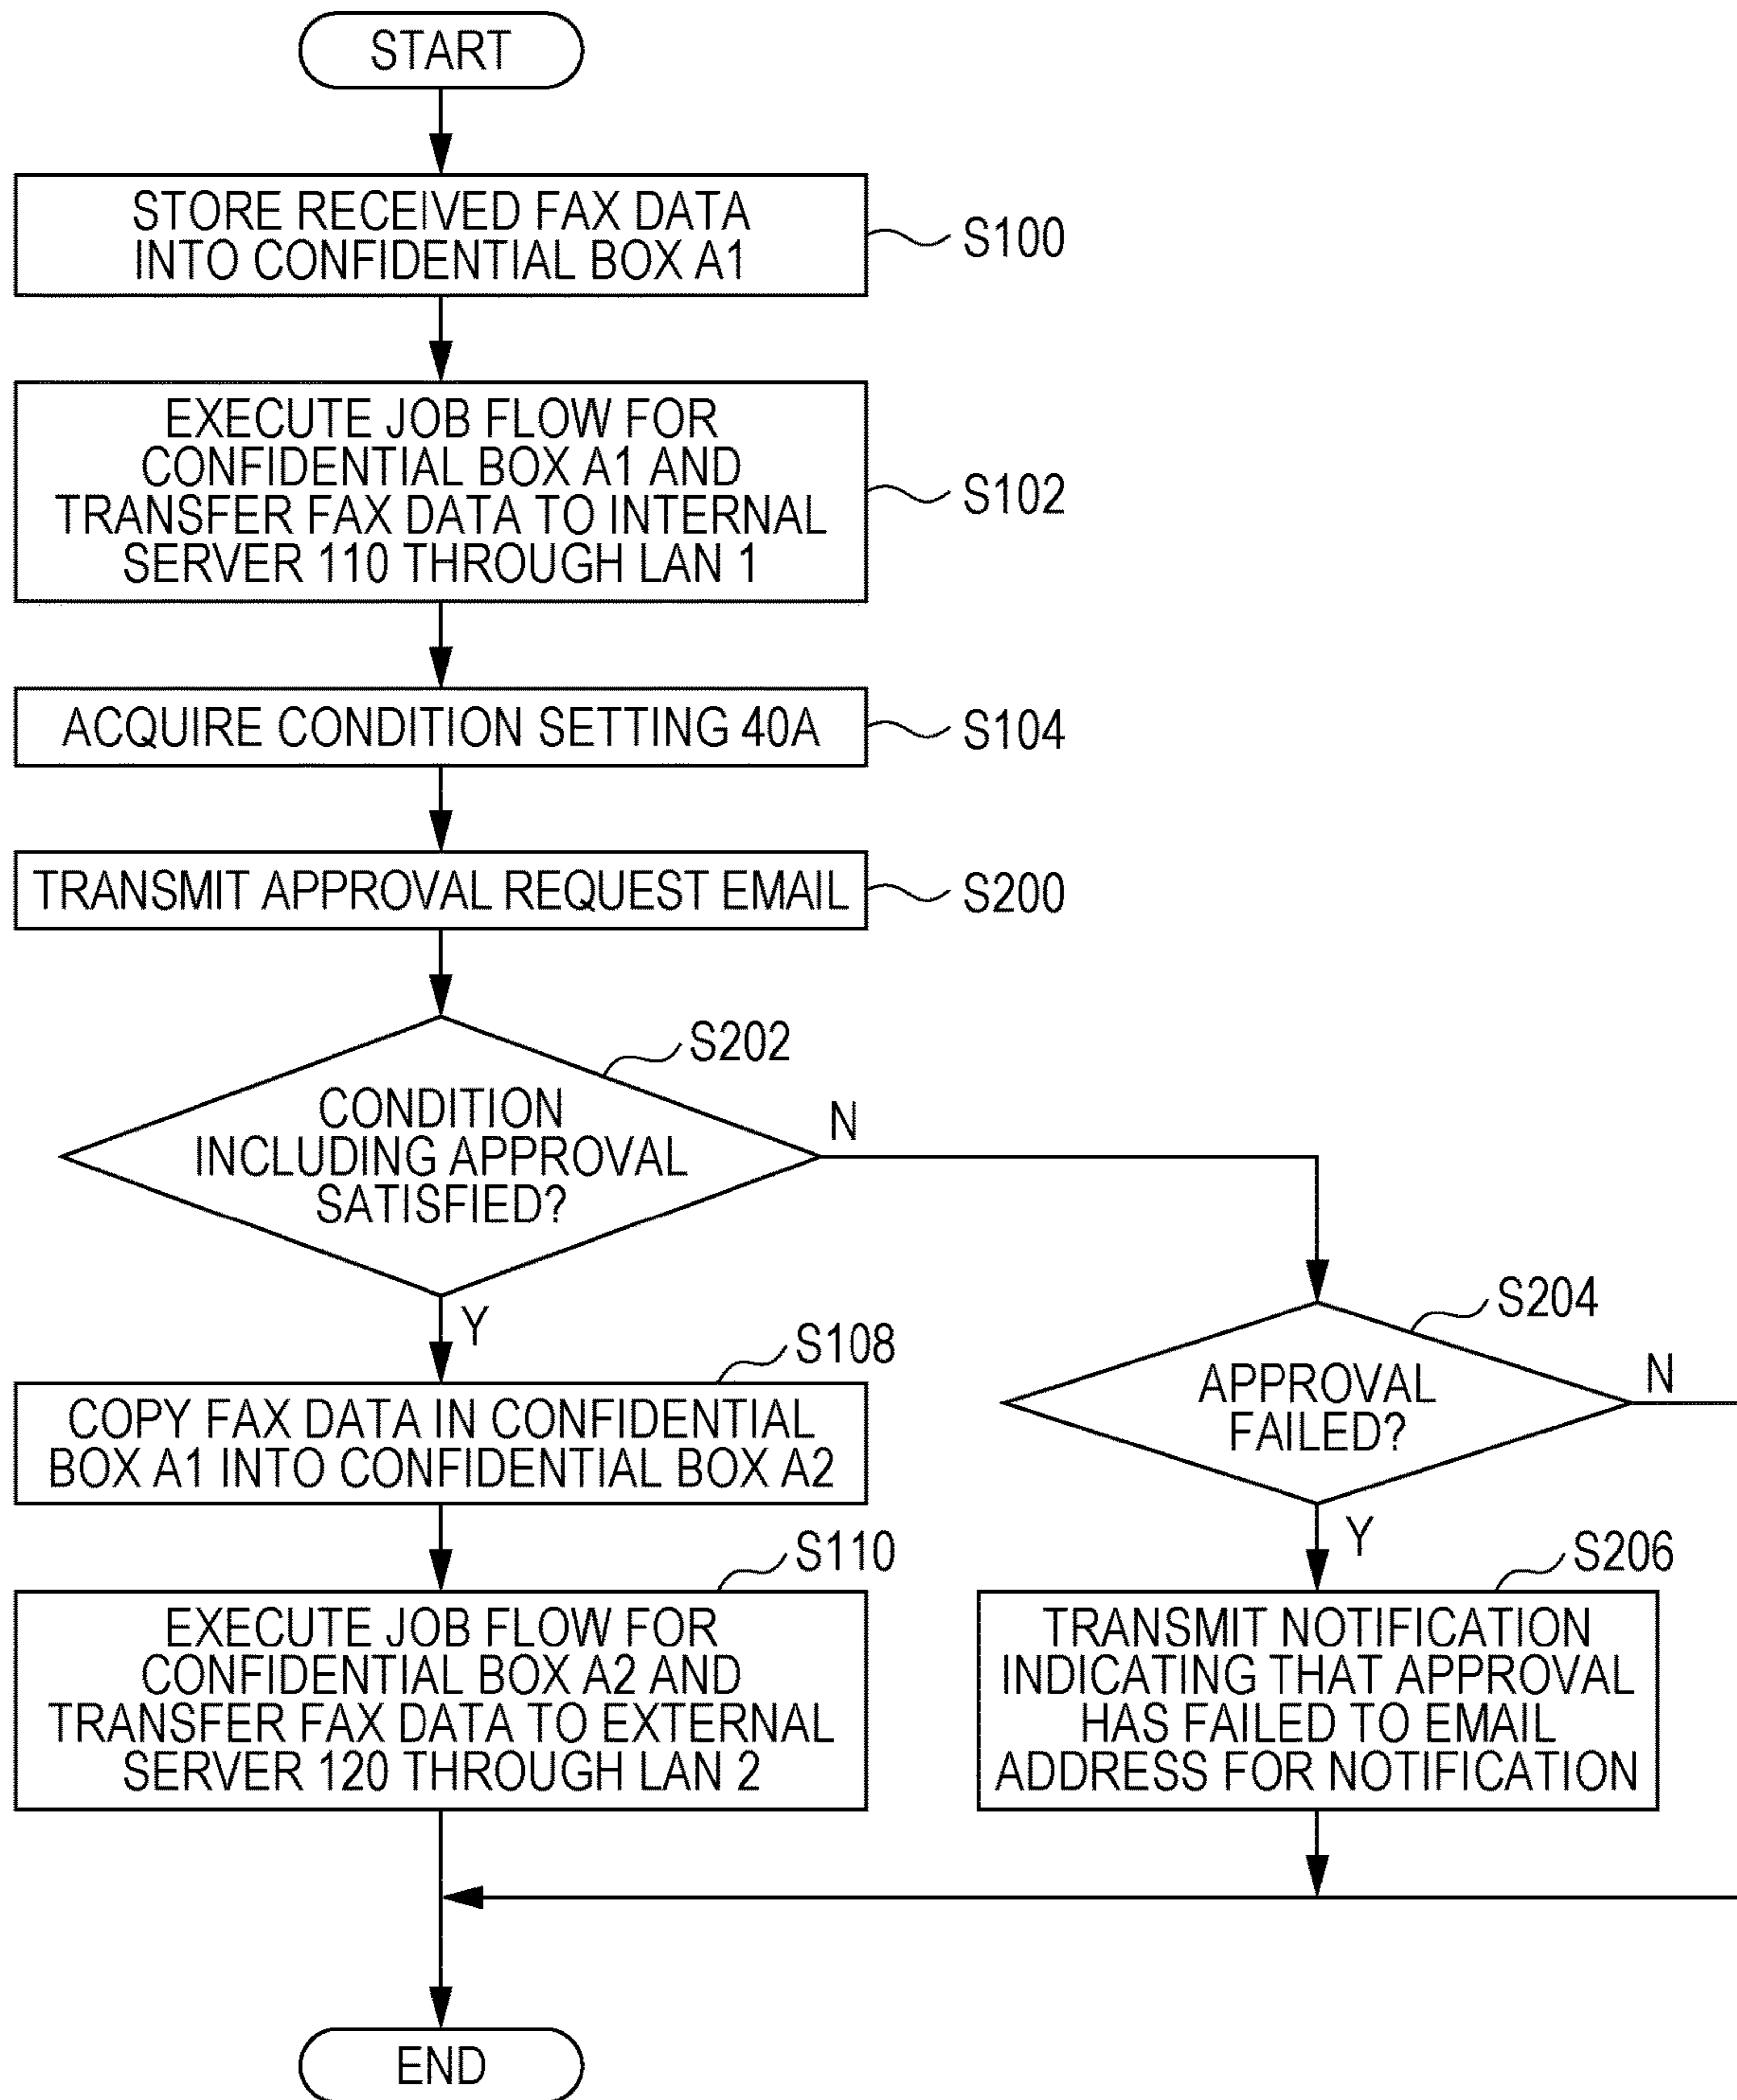 START
STORE RECEIVED FAX DATA
INTO CONFIDENTIAL BOX A1
S100
EXECUTE JOB FLOW FOR
CONFIDENTIAL BOX A1 AND
TRANSFER FAX DATA TO INTERNAL
SERVER 110 THROUGH LAN 1
S102
ACQUIRE CONDITION SETTING 40A
S104
TRANSMIT APPROVAL REQUEST EMAIL
S200
S202
CONDITION
INCLUDING APPROVAL
SATISFIED?
N
Y
S204
APPROVAL
FAILED?
N
Y
S108
COPY FAX DATA IN CONFIDENTIAL
BOX A1 INTO CONFIDENTIAL BOX A2
S110
EXECUTE JOB FLOW FOR
CONFIDENTIAL BOX A2 AND
TRANSFER FAX DATA TO EXTERNAL
SERVER 120 THROUGH LAN 2
S206
TRANSMIT NOTIFICATION
INDICATING THAT APPROVAL
HAS FAILED TO EMAIL
ADDRESS FOR NOTIFICATION
END